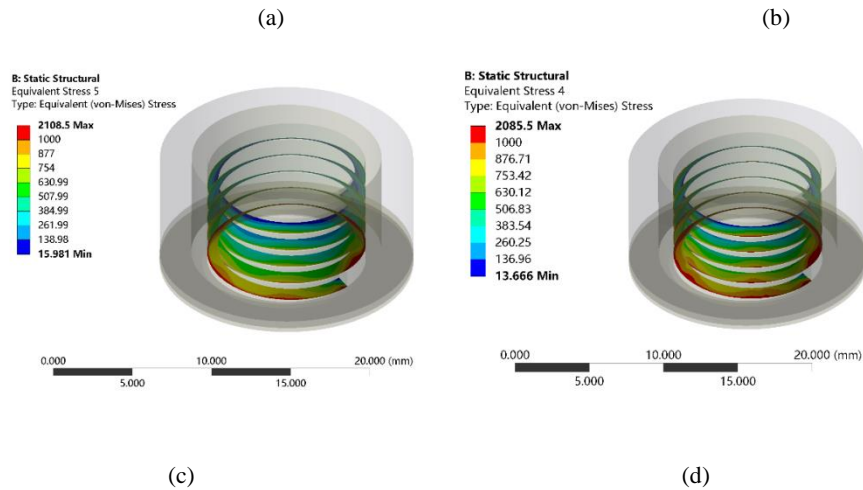 (a)
(b)
B: Static Structural
Equivalent Stress 5
Type: Equivalent (von-Mises) Stress
2108.5 Max
1000
877
754
630.99
507.99
384.99
261.99
138.98
15.981 Min
0.000
10.000
20.000 (mm)
5.000
15.000
B: Static Structural
Equivalent Stress 4
Type: Equivalent (von-Mises) Stress
2085.5 Max
1000
876.71
753.42
630.12
506.83
383.54
260.25
136.96
13.666 Min
0.000
10.000
20.000 (mm)
5.000
15.000
(c)
(d)